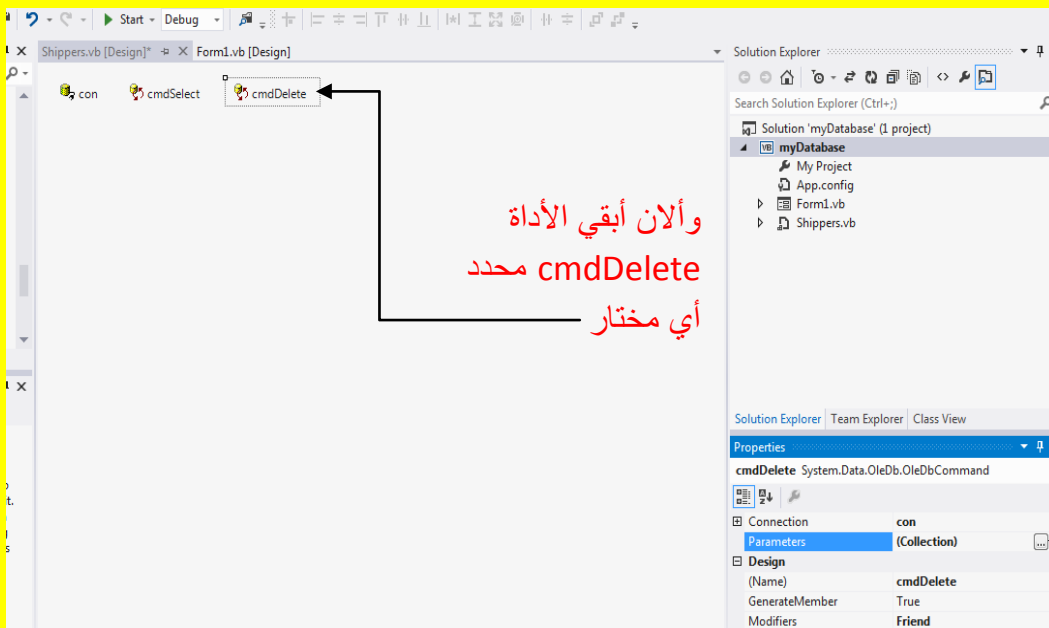 Start Debug
Shippers.vb [Design]* Form1.vb [Design]
con cmdSelect cmdDelete
وألان أبقي الأداة
cmdDelete محدد
أي مختار
Solution Explorer
Search Solution Explorer (Ctrl+;)
Solution 'myDatabase' (1 project)
VB myDatabase
My Project
App.config
Form1.vb
Shippers.vb
Solution Explorer Team Explorer Class View
Properties
cmdDelete System.Data.OleDb.OleDbCommand
Connection con
Parameters (Collection) ...
Design
(Name) cmdDelete
GenerateMember True
Modifiers Friend